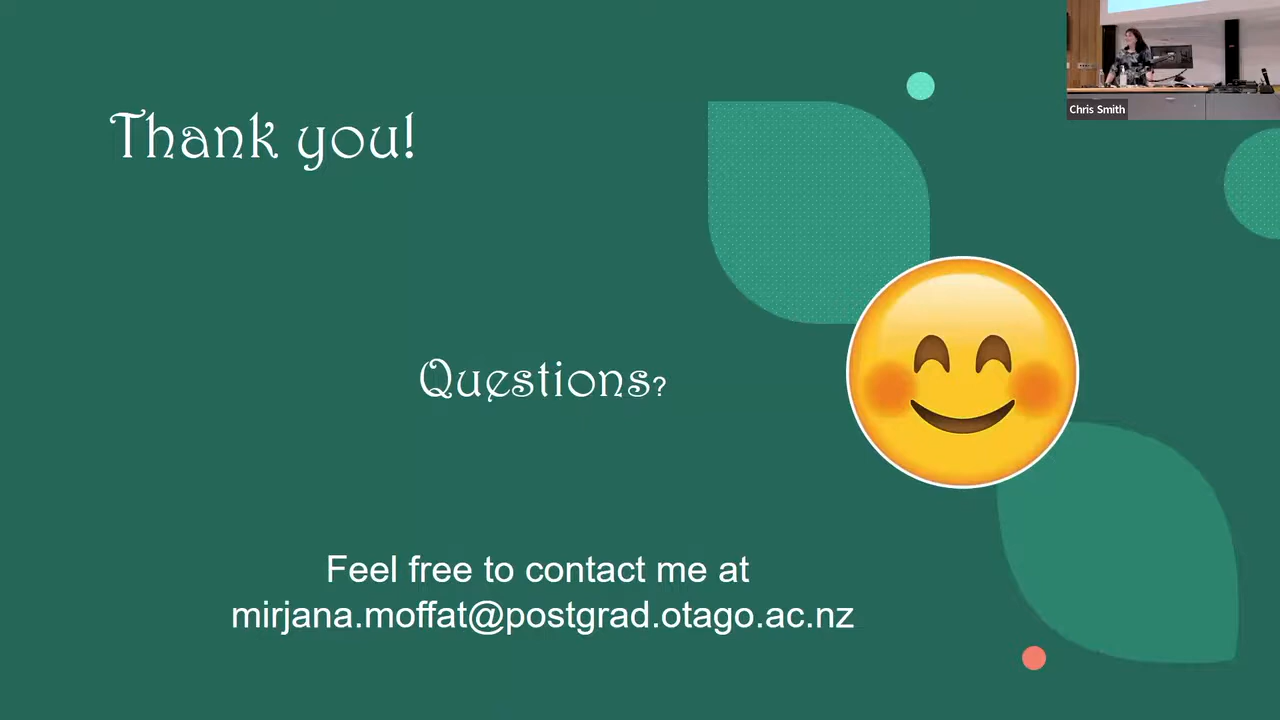 Chris Smith
Thank you!
Questions?
Feel free to contact me at
mirjana.moffat@postgrad.otago.ac.nz